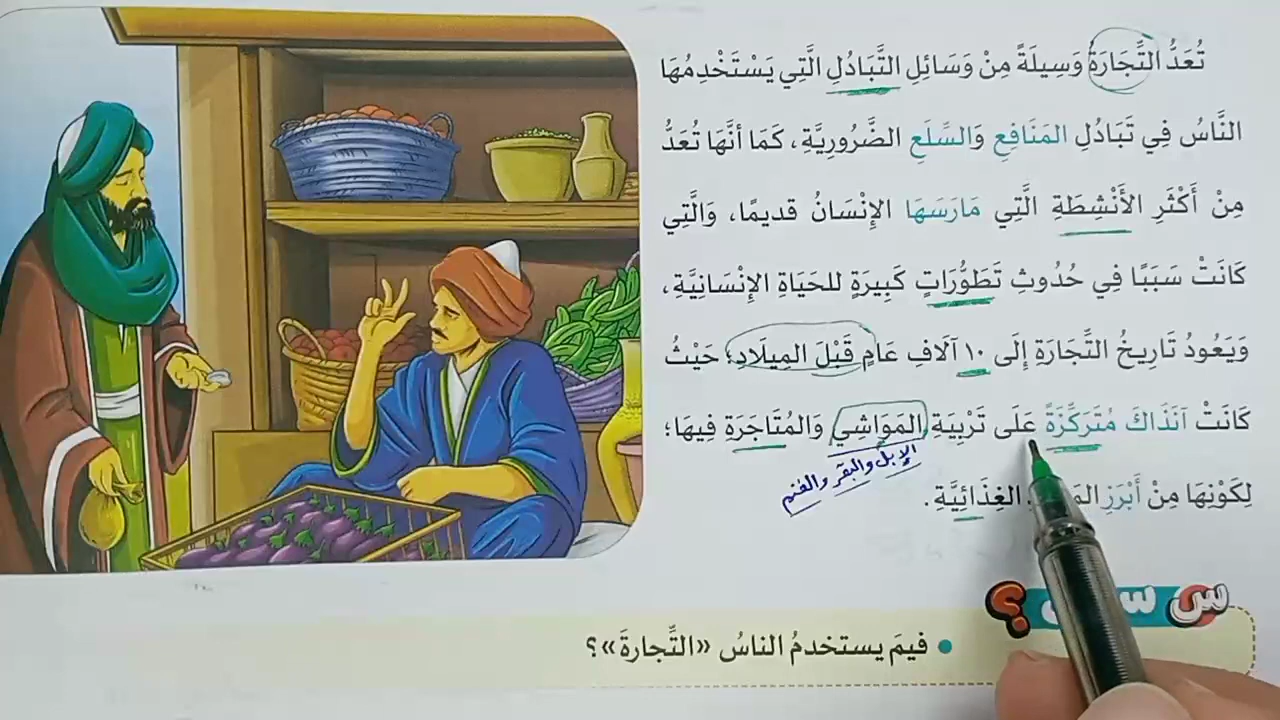 تُعَدُّ التِّجَارَةُ وَسِيلَةً مِنْ وَسَائِلِ التَّبَادُلِ الَّتِي يَسْتَخْدِمُهَا
النَّاسُ فِي تَبَادُلِ المَنَافِعِ وَالسِّلَعِ الضَّرُورِيَّةِ، كَمَا أنَّهَا تُعَدُّ
مِنْ أَكْثَرِ الأَنْشِطَةِ الَّتِي مَارَسَهَا الإِنْسَانُ قديمًا، وَالَّتِي
كَانَتْ سَبَبًا فِي حُدُوثِ تَطَوُّرَاتٍ كَبِيرَةٍ للحَيَاةِ الإِنْسَانِيَّةِ،
وَيَعُودُ تَارِيخُ التِّجَارَةِ إِلَى ١٠ آلَافِ عَامٍ قَبْلَ المِيلَادِ؛ حَيْثُ
كَانَتْ آنَذَاكَ مُتَرَكِّزَةً عَلَى تَرْبِيَةِ المَوَاشِي وَالمُتَاجَرَةِ فِيهَا؛
الإبل والبقر والغنم
لِكَوْنِهَا مِنْ أَبْرَزِ الغِذَائِيَّةِ.
س ؟
فيمَ يستخدمُ الناسُ «التِّجارةَ»؟